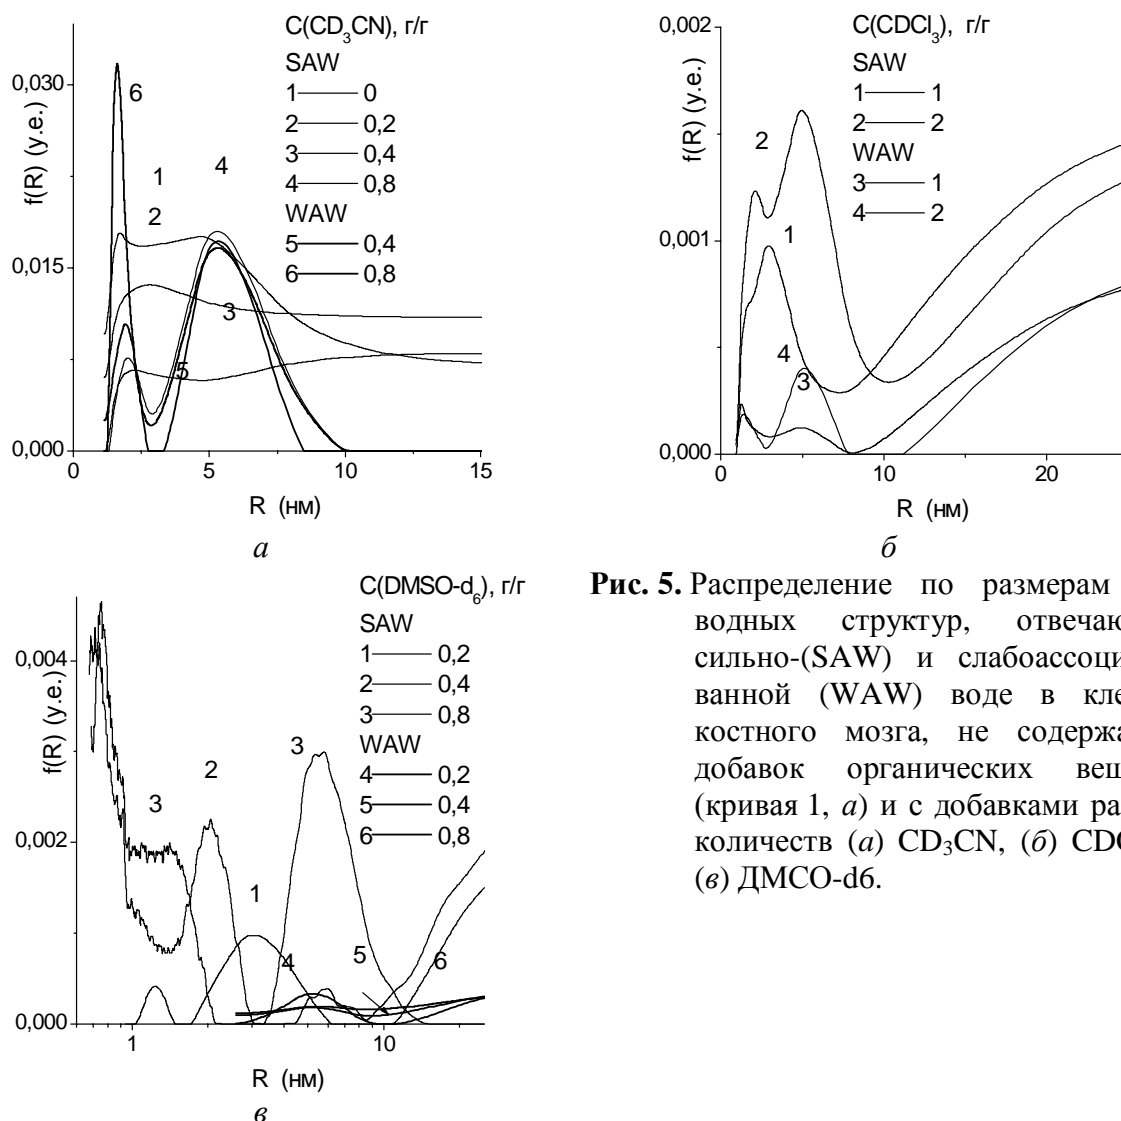 C(CD3CN), г/г
SAW
1 0
2 0,2
3 0,4
4 0,8
WAW
5 0,4
6 0,8
6
1
2
4
3
5
0,030
0,015
0,000
f(R) (у.е.)
0 5 10 15
R (нм)
а
C(CDCl3), г/г
SAW
1 1
2 2
WAW
3 1
4 2
2
1
4
3
0,002
0,001
0,000
f(R) (у.е.)
0 10 20
R (нм)
б
C(DMSO-d6), г/г
SAW
1 0,2
2 0,4
3 0,8
WAW
4 0,2
5 0,4
6 0,8
3
2
3
1
4
5
6
0,004
0,002
0,000
f(R) (у.е.)
1 10
R (нм)
в
Рис. 5. Распределение по размерам
водных структур, отвечаю
сильно-(SAW) и слабоассоци
ванной (WAW) воде в кле
костного мозга, не содержа
добавок органических вещ
(кривая 1, а) и с добавками ра
количеств (а) CD3CN, (б) CDC
(в) ДМСО-d6.